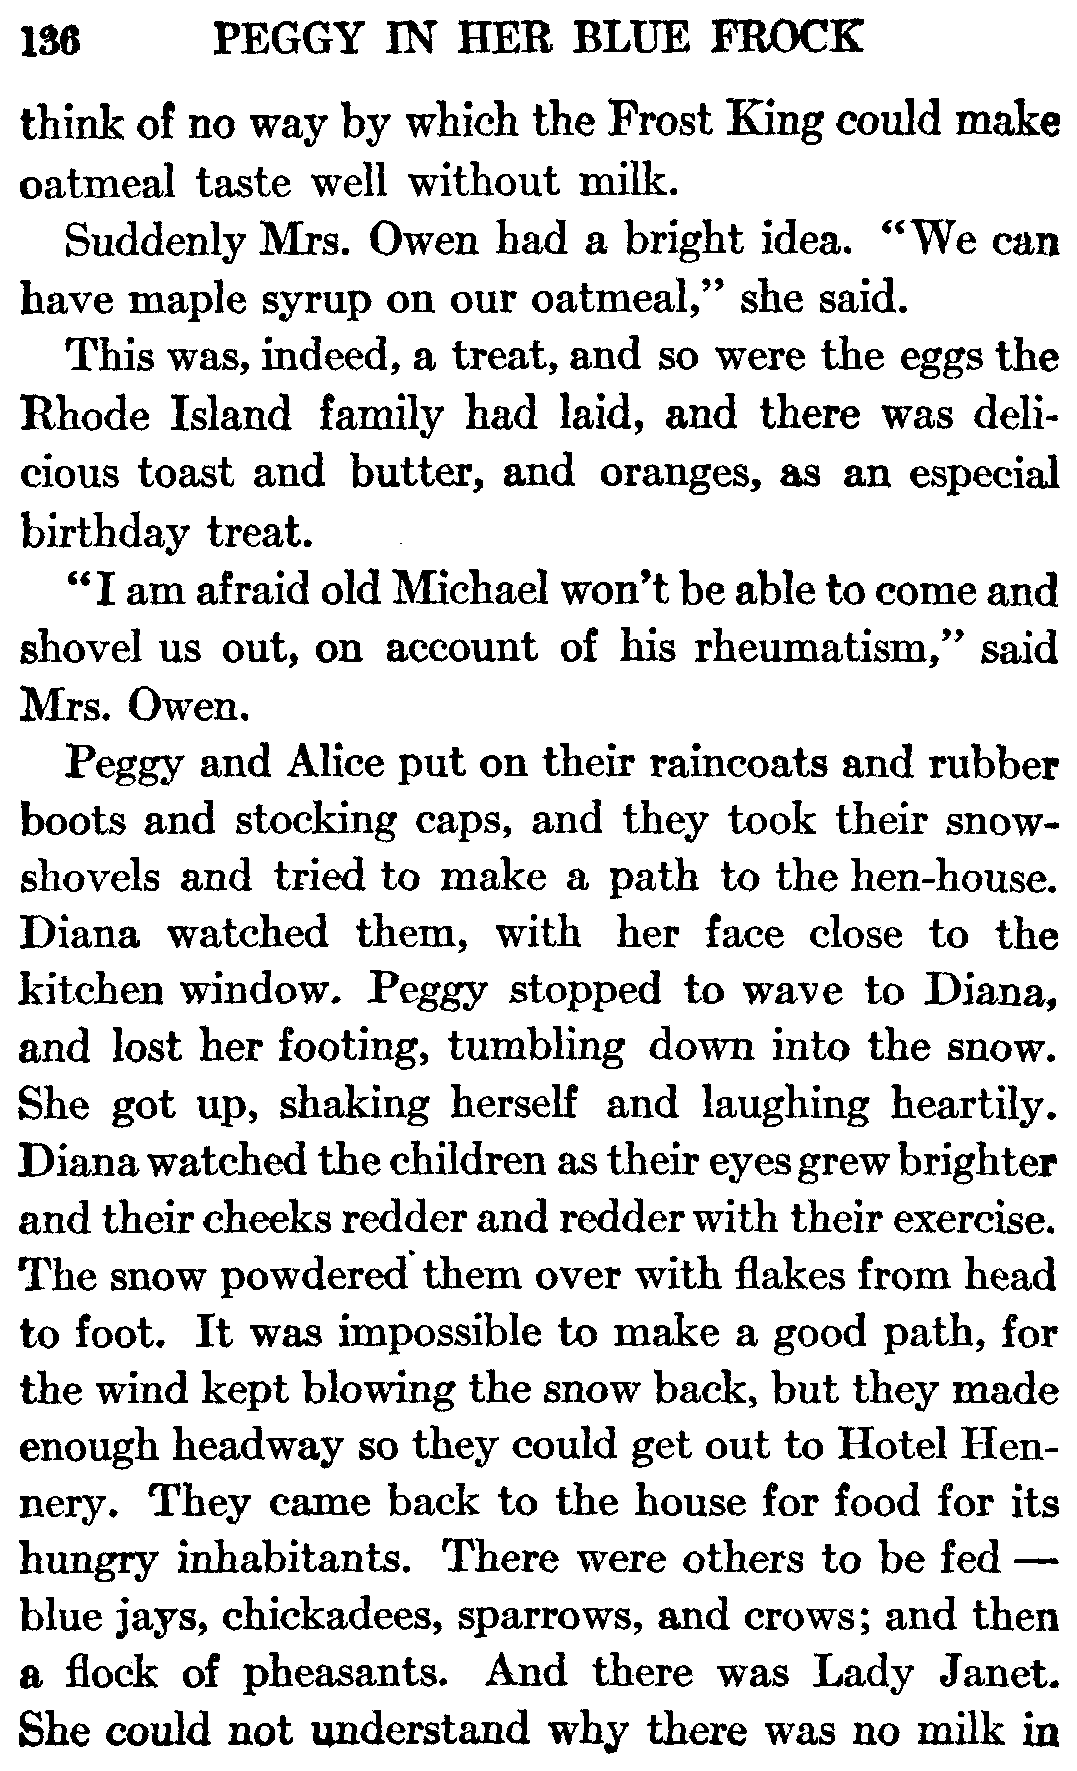 136 PEGGY IN HER BLUE FROCK
think of no way by which the Frost King could make
oatmeal taste well without milk.
Suddenly Mrs. Owen had a bright idea. "We can
have maple syrup on our oatmeal," she said.
This was, indeed, a treat, and so were the eggs the
Rhode Island family had laid, and there was deli-
cious toast and butter, and oranges, as an especial
birthday treat.
"I am afraid old Michael won't be able to come and
shovel us out, on account of his rheumatism," said
Mrs. Owen.
Peggy and Alice put on their raincoats and rubber
boots and stocking caps, and they took their snow-
shovels and tried to make a path to the hen-house.
Diana watched them, with her face close to the
kitchen window. Peggy stopped to wave to Diana,
and lost her footing, tumbling down into the snow.
She got up, shaking herself and laughing heartily.
Diana watched the children as their eyes grew brighter
and their cheeks redder and redder with their exercise.
The snow powdered them over with flakes from head
to foot. It was impossible to make a good path, for
the wind kept blowing the snow back, but they made
enough headway so they could get out to Hotel Hen-
nery. They came back to the house for food for its
hungry inhabitants. There were others to be fed —
blue jays, chickadees, sparrows, and crows; and then
a flock of pheasants. And there was Lady Janet.
She could not understand why there was no milk in